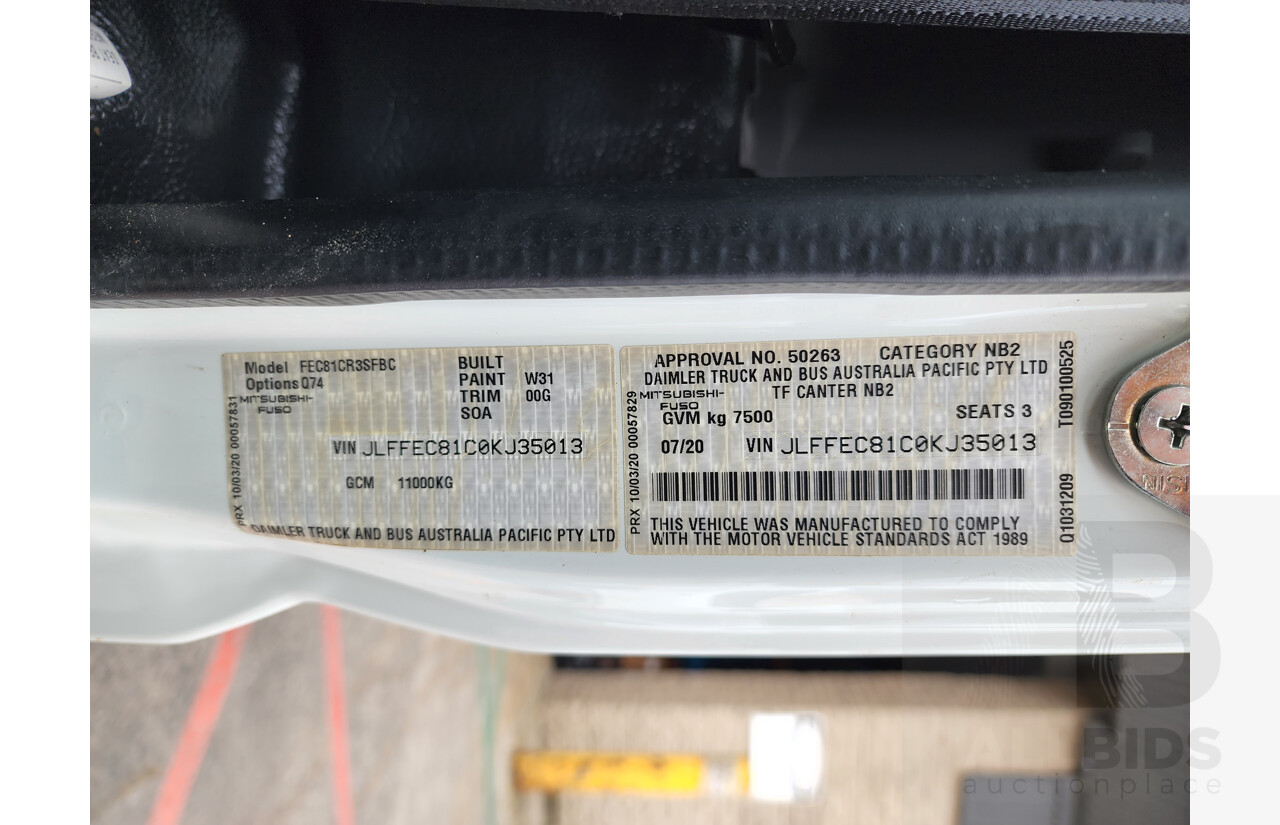 Model FEC81CR3SFBC
Options Q74
MITSUBISHI-
FUSO
BUILT
PAINT W31
TRIM 00G
SOA
VIN JLFFEC81C0KJ35013
GCM 11000KG
DAIMLER TRUCK AND BUS AUSTRALIA PACIFIC PTY LTD
PRX 10/03/20 00057831
APPROVAL NO. 50263 CATEGORY NB2
DAIMLER TRUCK AND BUS AUSTRALIA PACIFIC PTY LTD
MITSUBISHI-
FUSO
TF CANTER NB2
GVM kg 7500 SEATS 3
07/20 VIN JLFFEC81C0KJ35013
THIS VEHICLE WAS MANUFACTURED TO COMPLY
WITH THE MOTOR VEHICLE STANDARDS ACT 1989
PRX 10/03/20 00057829
Q1031209 T090100525
ALLBIDS
auctionplace